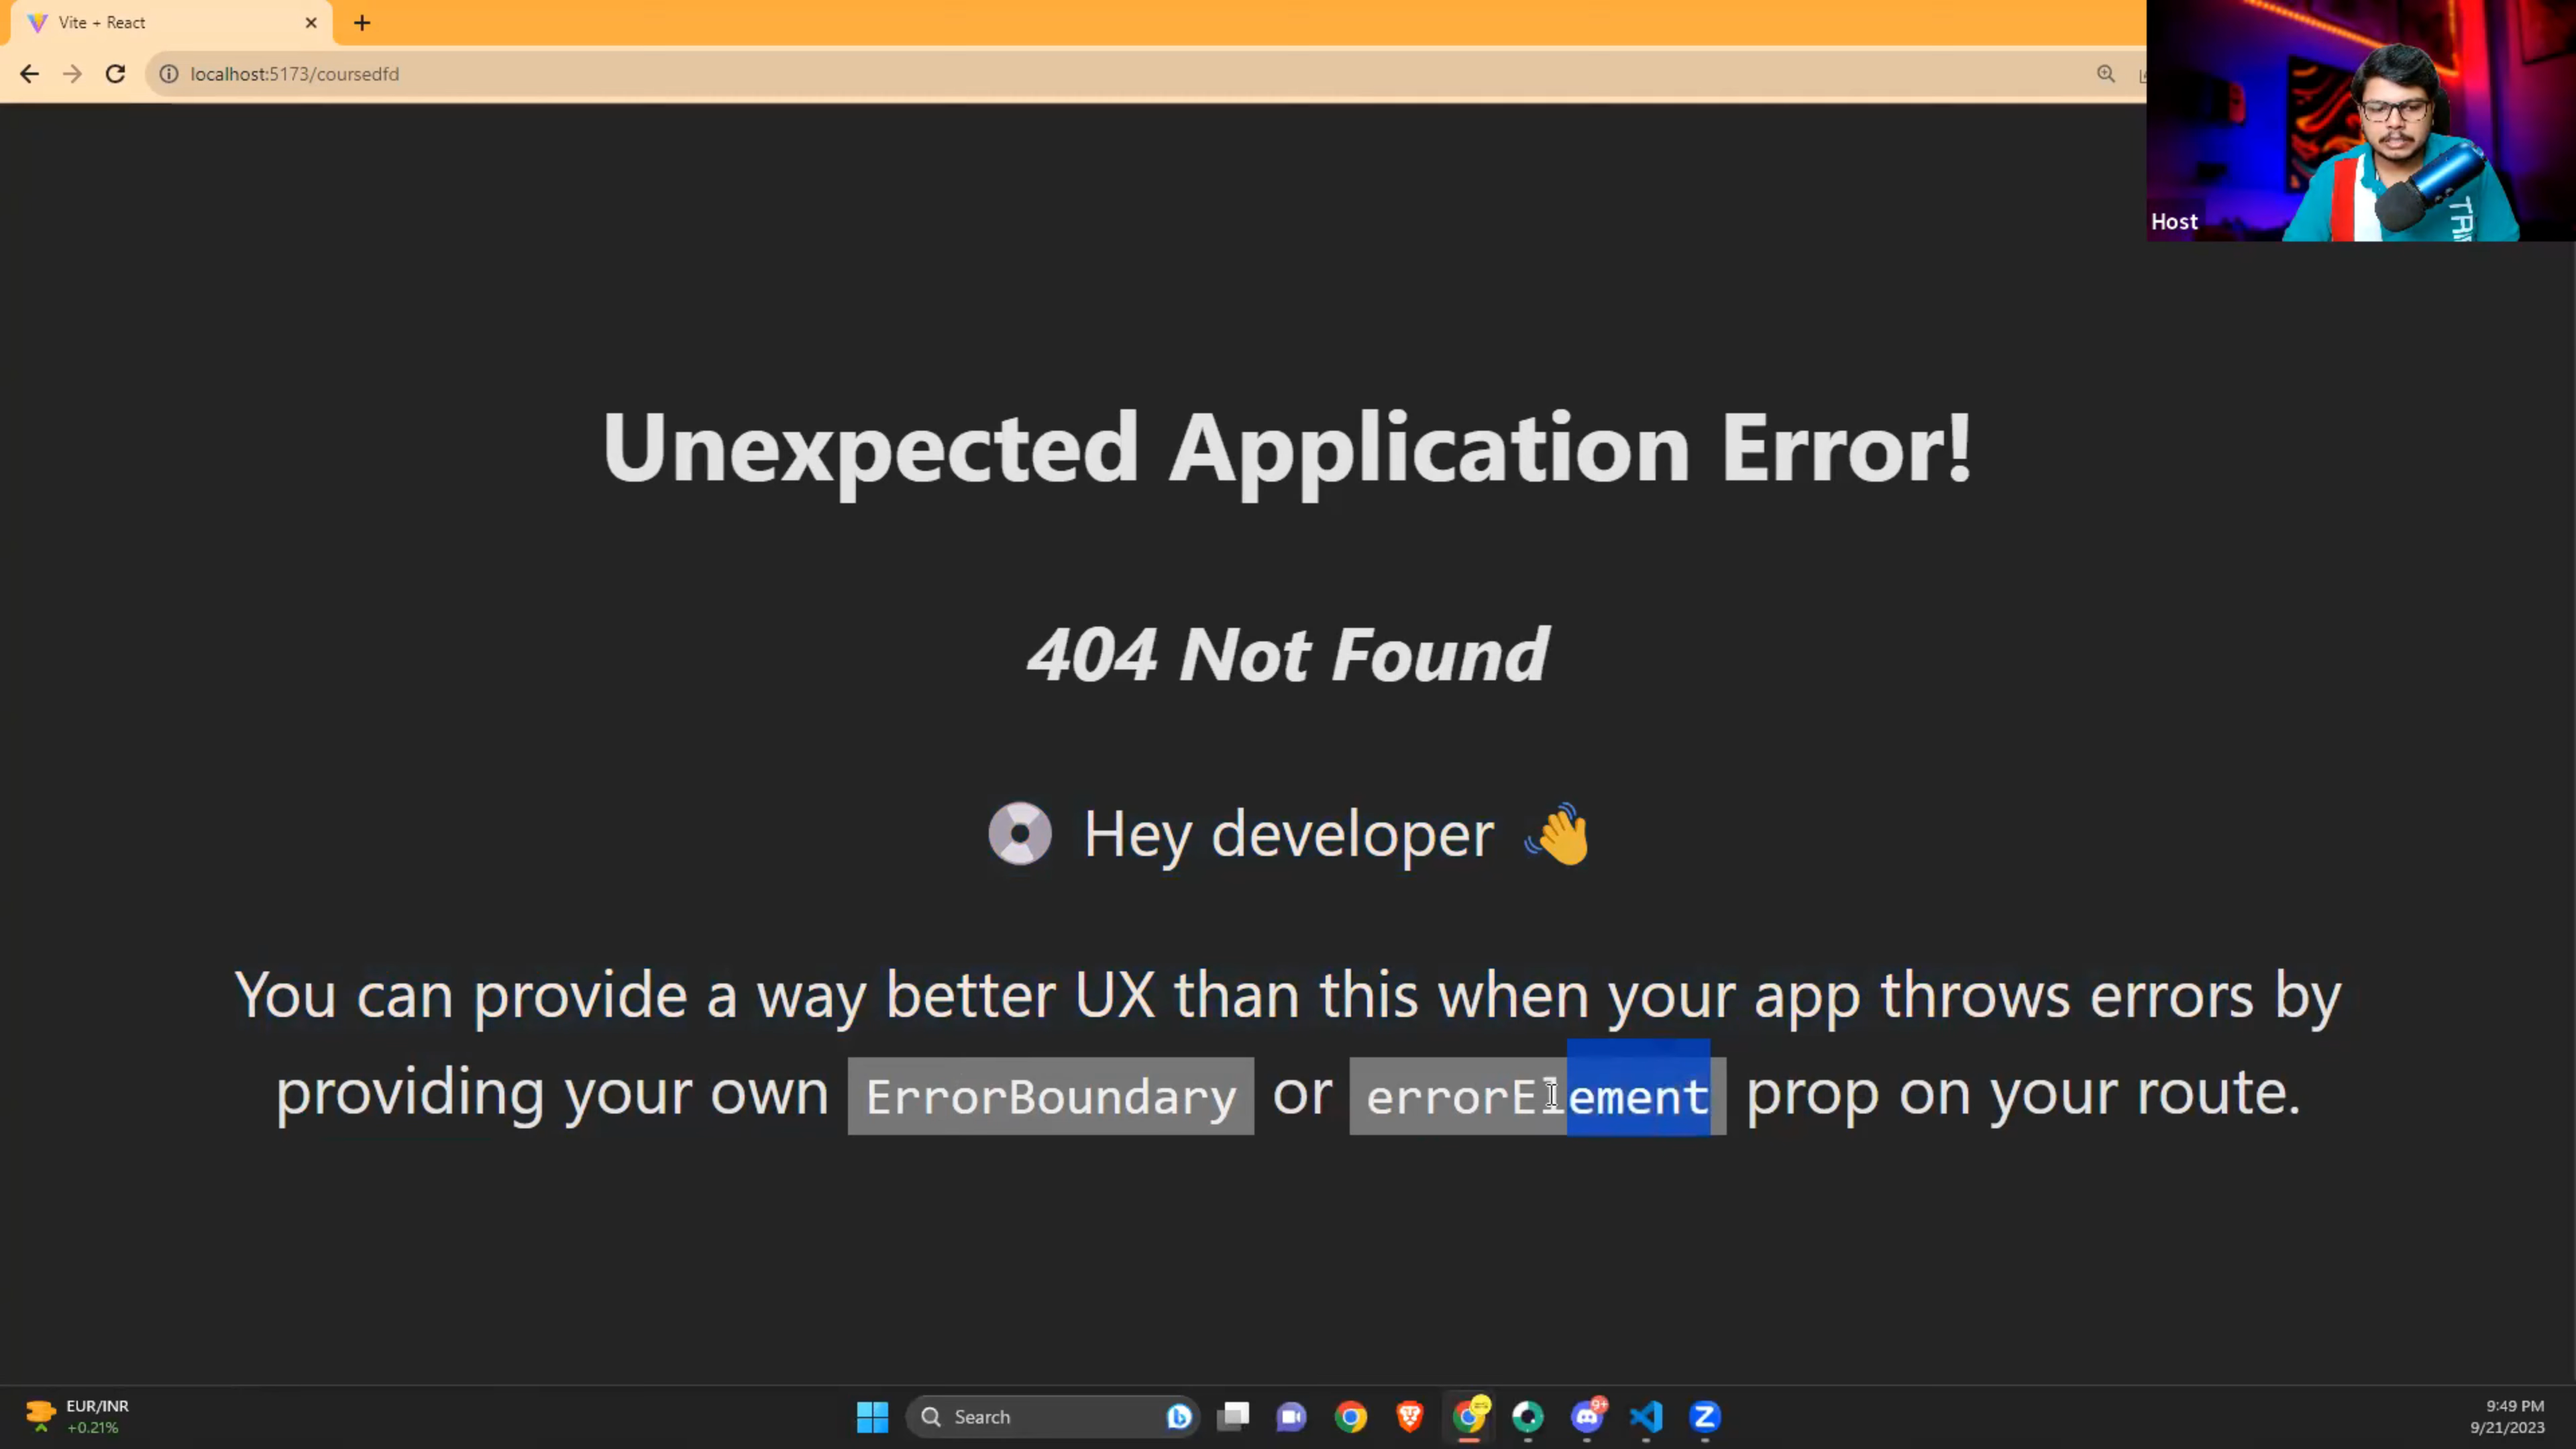 Vite + React
localhost:5173/coursedfd
Host
Unexpected Application Error!
404 Not Found
💿 Hey developer 👋
You can provide a way better UX than this when your app throws errors by
providing your own ErrorBoundary or errorElement prop on your route.
EUR/INR
+0.21%
Search
9+
9:49 PM
9/21/2023